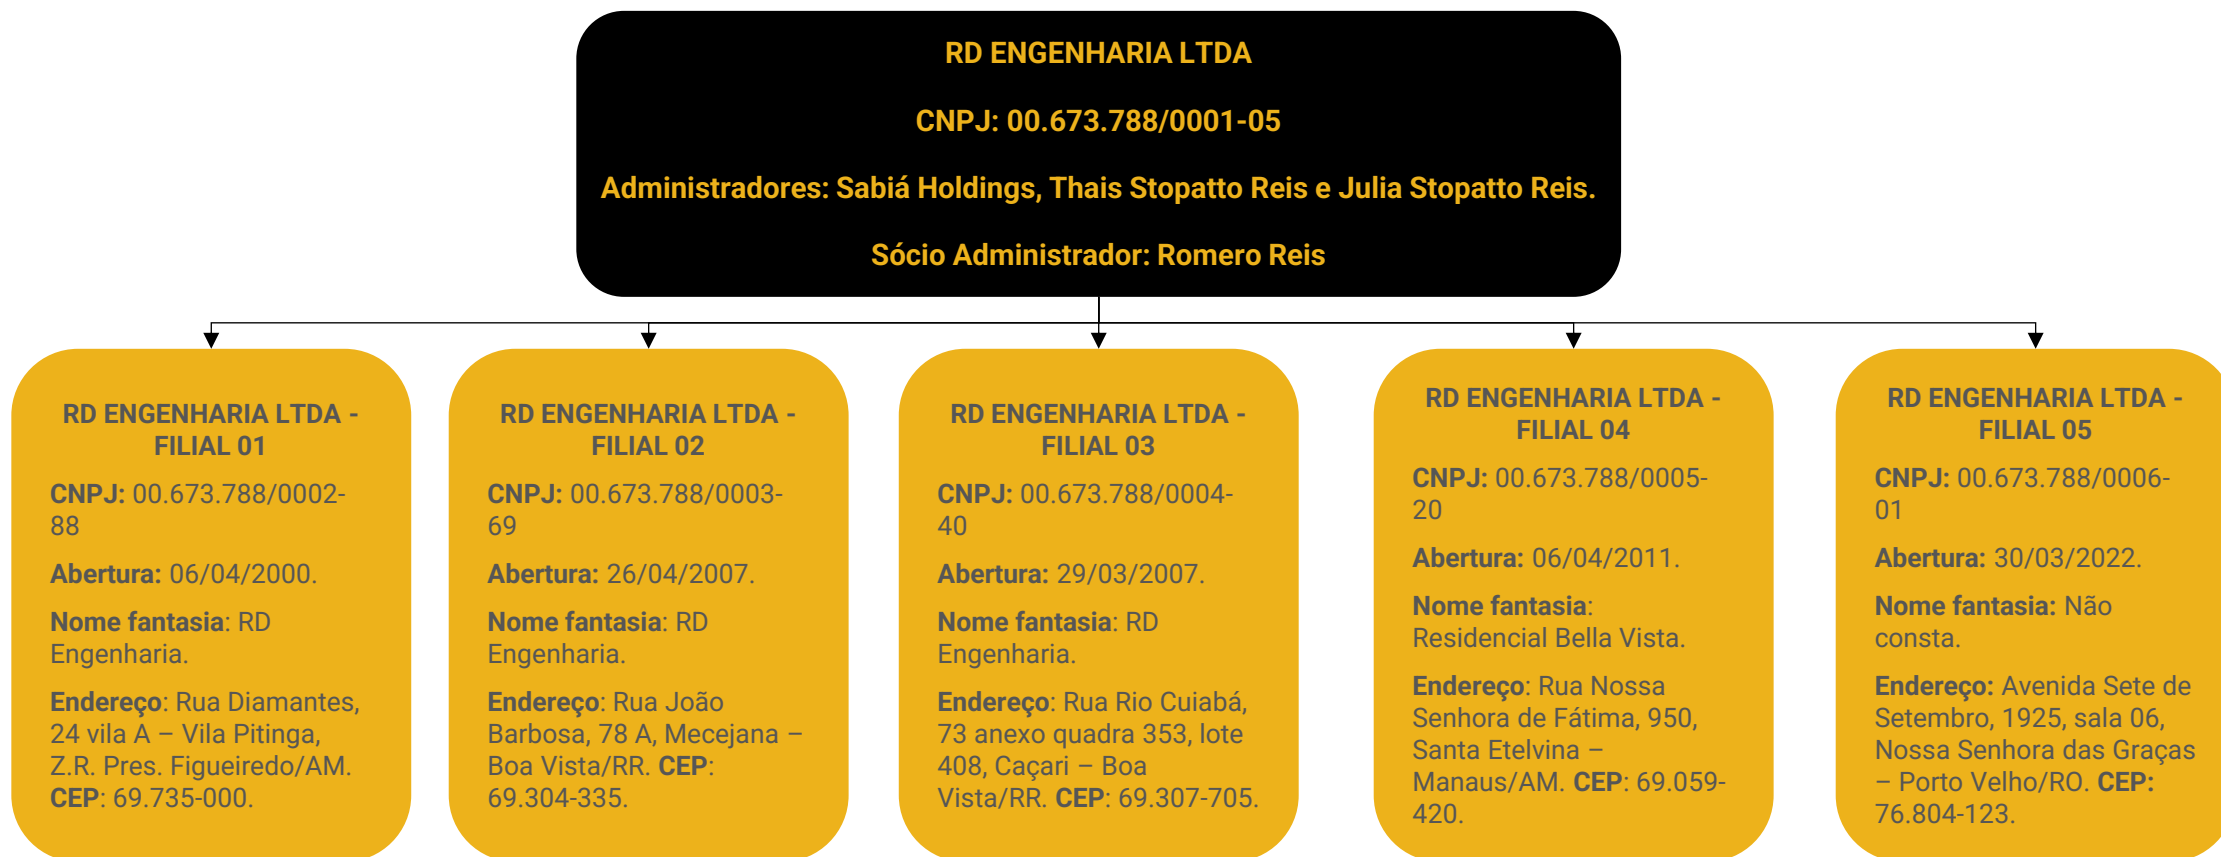 RD ENGENHARIA LTDA
CNPJ: 00.673.788/0001-05
Administradores: Sabiá Holdings, Thais Stopatto Reis e Julia Stopatto Reis.
Sócio Administrador: Romero Reis
RD ENGENHARIA LTDA -
FILIAL 01
CNPJ: 00.673.788/0002-
88
Abertura: 06/04/2000.
Nome fantasia: RD
Engenharia.
Endereço: Rua Diamantes,
24 vila A – Vila Pitinga,
Z.R. Pres. Figueiredo/AM.
CEP: 69.735-000.
RD ENGENHARIA LTDA -
FILIAL 02
CNPJ: 00.673.788/0003-
69
Abertura: 26/04/2007.
Nome fantasia: RD
Engenharia.
Endereço: Rua João
Barbosa, 78 A, Mecejana –
Boa Vista/RR. CEP:
69.304-335.
RD ENGENHARIA LTDA -
FILIAL 03
CNPJ: 00.673.788/0004-
40
Abertura: 29/03/2007.
Nome fantasia: RD
Engenharia.
Endereço: Rua Rio Cuiabá,
73 anexo quadra 353, lote
408, Caçari – Boa
Vista/RR. CEP: 69.307-705.
RD ENGENHARIA LTDA -
FILIAL 04
CNPJ: 00.673.788/0005-
20
Abertura: 06/04/2011.
Nome fantasia:
Residencial Bella Vista.
Endereço: Rua Nossa
Senhora de Fátima, 950,
Santa Etelvina –
Manaus/AM. CEP: 69.059-
420.
RD ENGENHARIA LTDA -
FILIAL 05
CNPJ: 00.673.788/0006-
01
Abertura: 30/03/2022.
Nome fantasia: Não
consta.
Endereço: Avenida Sete de
Setembro, 1925, sala 06,
Nossa Senhora das Graças
– Porto Velho/RO. CEP:
76.804-123.